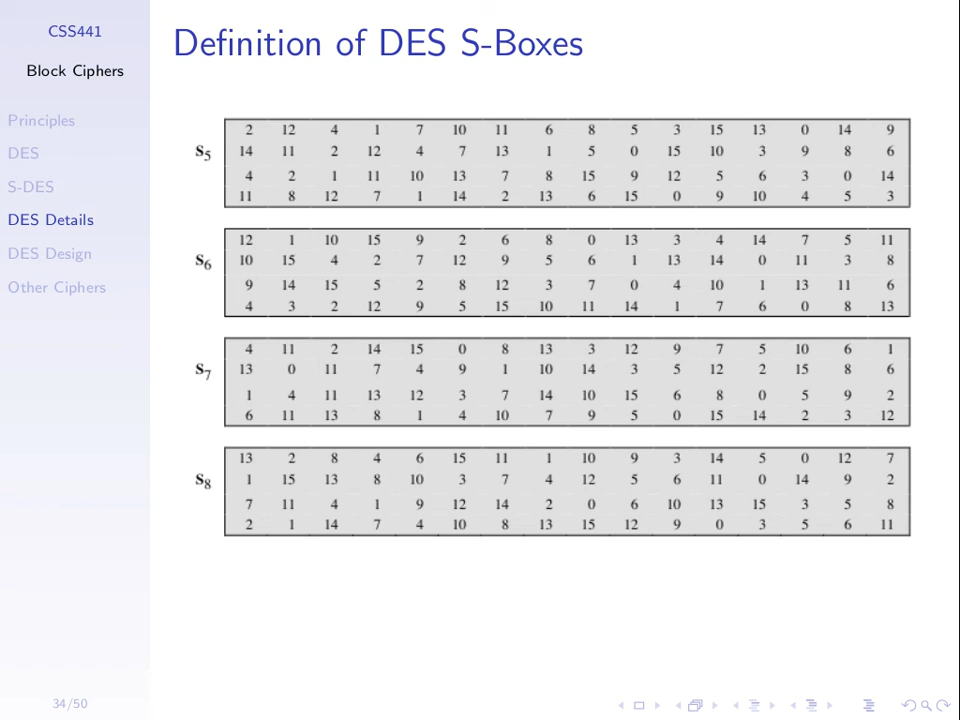 CSS441
Block Ciphers
Principles
DES
S-DES
DES Details
DES Design
Other Ciphers
34/50
Definition of DES S-Boxes
S5
2 12 4 1 7 10 11 6 8 5 3 15 13 0 14 9
14 11 2 12 4 7 13 1 5 0 15 10 3 9 8 6
4 2 1 11 10 13 7 8 15 9 12 5 6 3 0 14
11 8 12 7 1 14 2 13 6 15 0 9 10 4 5 3
S6
12 1 10 15 9 2 6 8 0 13 3 4 14 7 5 11
10 15 4 2 7 12 9 5 6 1 13 14 0 11 3 8
9 14 15 5 2 8 12 3 7 0 4 10 1 13 11 6
4 3 2 12 9 5 15 10 11 14 1 7 6 0 8 13
S7
4 11 2 14 15 0 8 13 3 12 9 7 5 10 6 1
13 0 11 7 4 9 1 10 14 3 5 12 2 15 8 6
1 4 11 13 12 3 7 14 10 15 6 8 0 5 9 2
6 11 13 8 1 4 10 7 9 5 0 15 14 2 3 12
S8
13 2 8 4 6 15 11 1 10 9 3 14 5 0 12 7
1 15 13 8 10 3 7 4 12 5 6 11 0 14 9 2
7 11 4 1 9 12 14 2 0 6 10 13 15 3 5 8
2 1 14 7 4 10 8 13 15 12 9 0 3 5 6 11